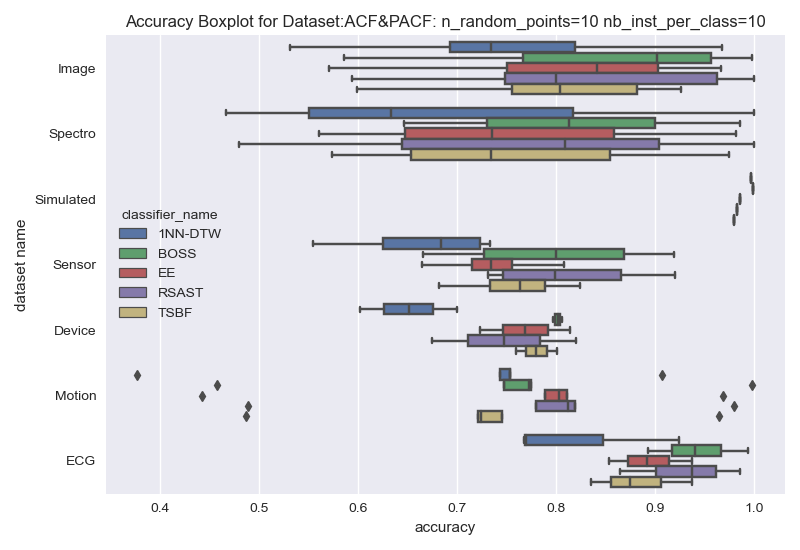 Accuracy Boxplot for Dataset:ACF&PACF: n_random_points=10 nb_inst_per_class=10
dataset name
Image
Spectro
Simulated
Sensor
Device
Motion
ECG
classifier_name
1NN-DTW
BOSS
EE
RSAST
TSBF
0.4 0.5 0.6 0.7 0.8 0.9 1.0
accuracy